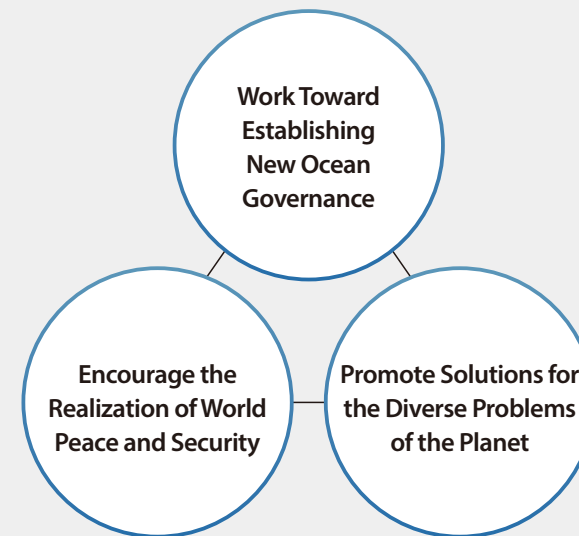 Work Toward
Establishing
New Ocean
Governance
Encourage the
Realization of World
Peace and Security
Promote Solutions for
the Diverse Problems
of the Planet